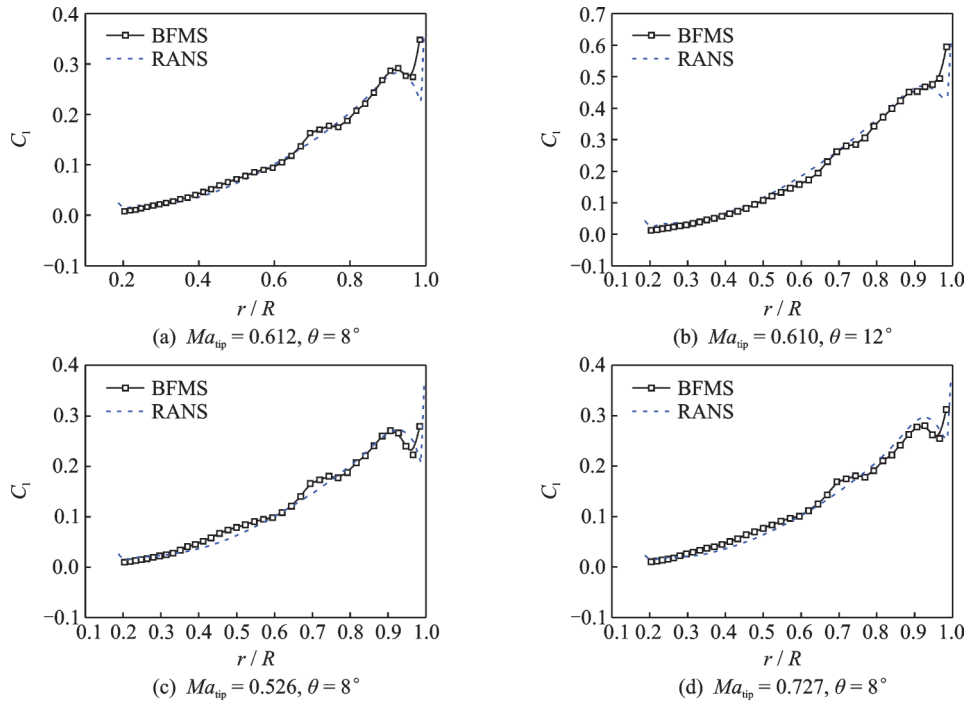 0.4
0.3
0.2
0.1
0.0
−0.1
C₁
BFMS
RANS
0.2 0.4 0.6 0.8 1.0
r / R
(a) Ma_tip = 0.612, θ = 8°
0.7
0.6
0.5
0.4
0.3
0.2
0.1
0.0
−0.1
C₁
BFMS
RANS
0.1 0.2 0.3 0.4 0.5 0.6 0.7 0.8 0.9 1.0
r / R
(b) Ma_tip = 0.610, θ = 12°
0.4
0.3
0.2
0.1
0.0
−0.1
C₁
BFMS
RANS
0.1 0.2 0.3 0.4 0.5 0.6 0.7 0.8 0.9 1.0
r / R
(c) Ma_tip = 0.526, θ = 8°
0.4
0.3
0.2
0.1
0.0
−0.1
C₁
BFMS
RANS
0.1 0.2 0.3 0.4 0.5 0.6 0.7 0.8 0.9 1.0
r / R
(d) Ma_tip = 0.727, θ = 8°